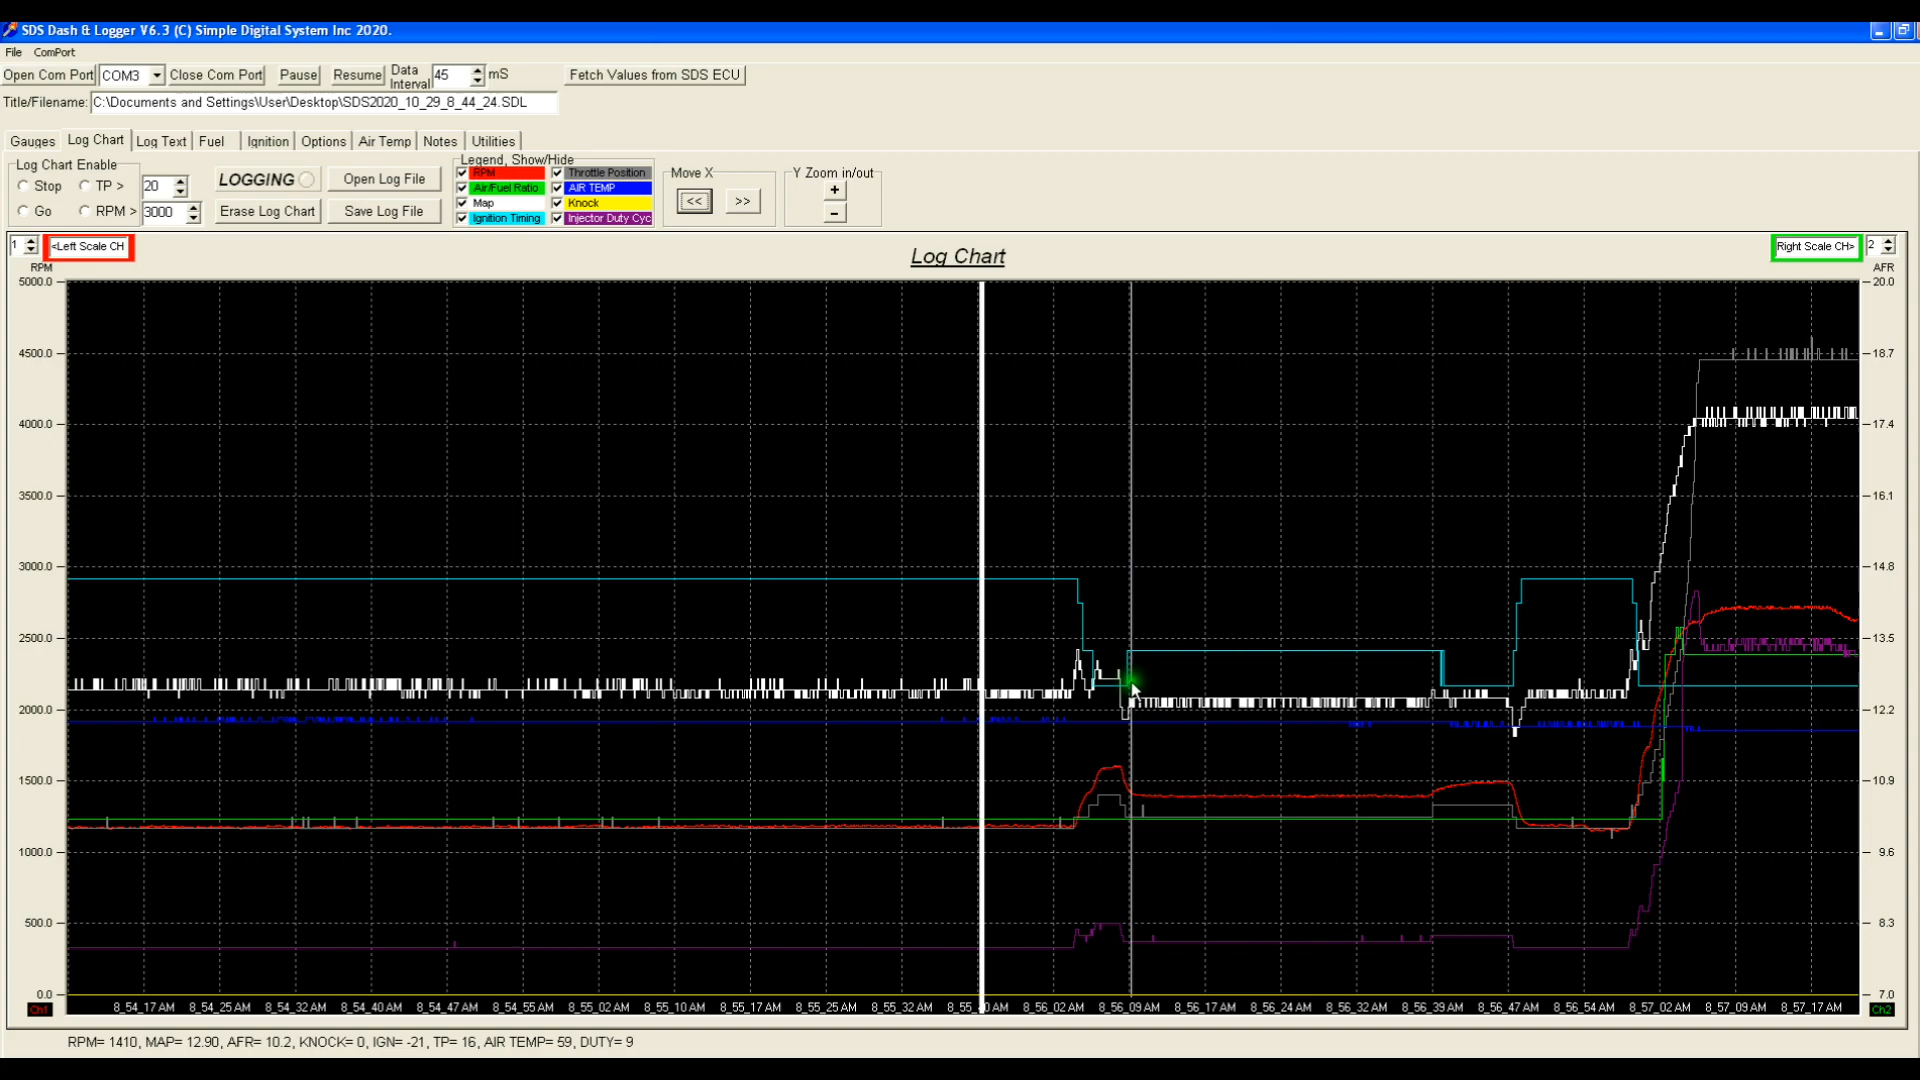 SDS Dash & Logger V6.3 (C) Simple Digital System Inc 2020.
File ComPort
Open Com Port COM3 Close Com Port Pause Resume Data Interval 45 mS Fetch Values from SDS ECU
Title/Filename: C:\Documents and Settings\User\Desktop\SDS2020_10_29_8_44_24.SDL
Gauges Log Chart Log Text Fuel Ignition Options Air Temp Notes Utilities
Log Chart Enable
Stop TP > 20
Go RPM > 3000
LOGGING Open Log File
Erase Log Chart Save Log File
Legend, Show/Hide
RPM Throttle Position
Air/Fuel Ratio AIR TEMP
Map Knock
Ignition Timing Injector Duty Cyc
Move X
<< >>
Y Zoom in/out
+
-
1 <Left Scale CH
Log Chart
Right Scale CH> 2
RPM AFR
5000.0 20.0
4500.0 18.7
4000.0 17.4
3500.0 16.1
3000.0 14.8
2500.0 13.5
2000.0 12.2
1500.0 10.9
1000.0 9.6
500.0 8.3
0.0 7.0
Ch1 8_54_17 AM 8_54_25 AM 8_54_32 AM 8_54_40 AM 8_54_47 AM 8_54_55 AM 8_55_02 AM 8_55_10 AM 8_55_17 AM 8_55_25 AM 8_55_32 AM 8_56_02 AM 8_56_09 AM 8_56_17 AM 8_56_24 AM 8_56_32 AM 8_56_39 AM 8_56_47 AM 8_56_54 AM 8_57_02 AM 8_57_09 AM 8_57_17 AM Ch2
RPM= 1410, MAP= 12.90, AFR= 10.2, KNOCK= 0, IGN= -21, TP= 16, AIR TEMP= 59, DUTY= 9